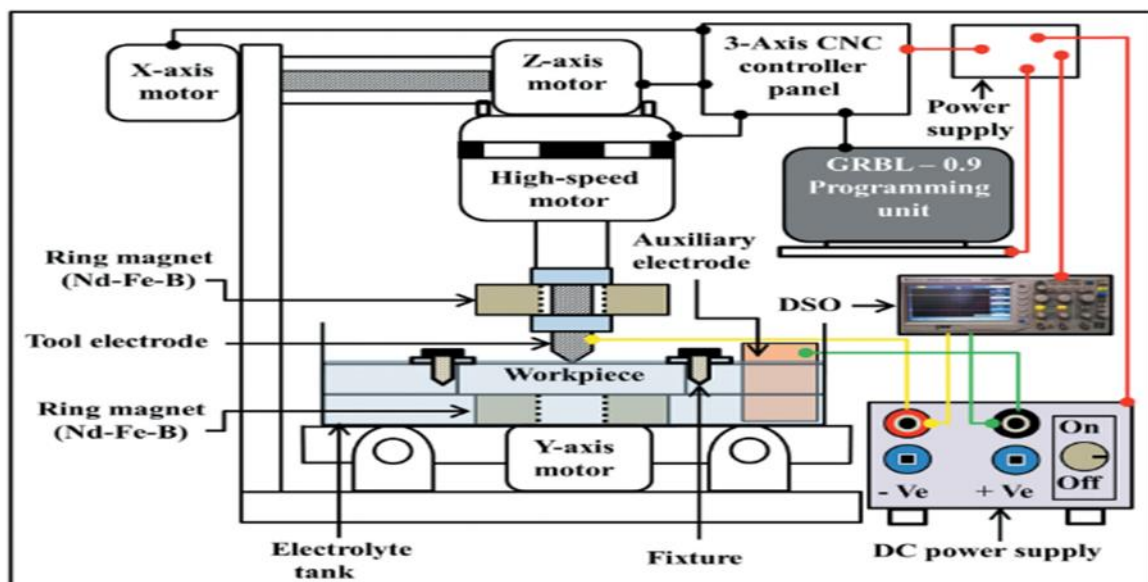 X-axis
motor
Z-axis
motor
3-Axis CNC
controller
panel
Power
supply
High-speed
motor
GRBL – 0.9
Programming
unit
Ring magnet
(Nd-Fe-B)
Auxiliary
electrode
DSO
Tool electrode
Workpiece
Ring magnet
(Nd-Fe-B)
Y-axis
motor
On
Off
- Ve
+ Ve
Electrolyte
tank
Fixture
DC power supply